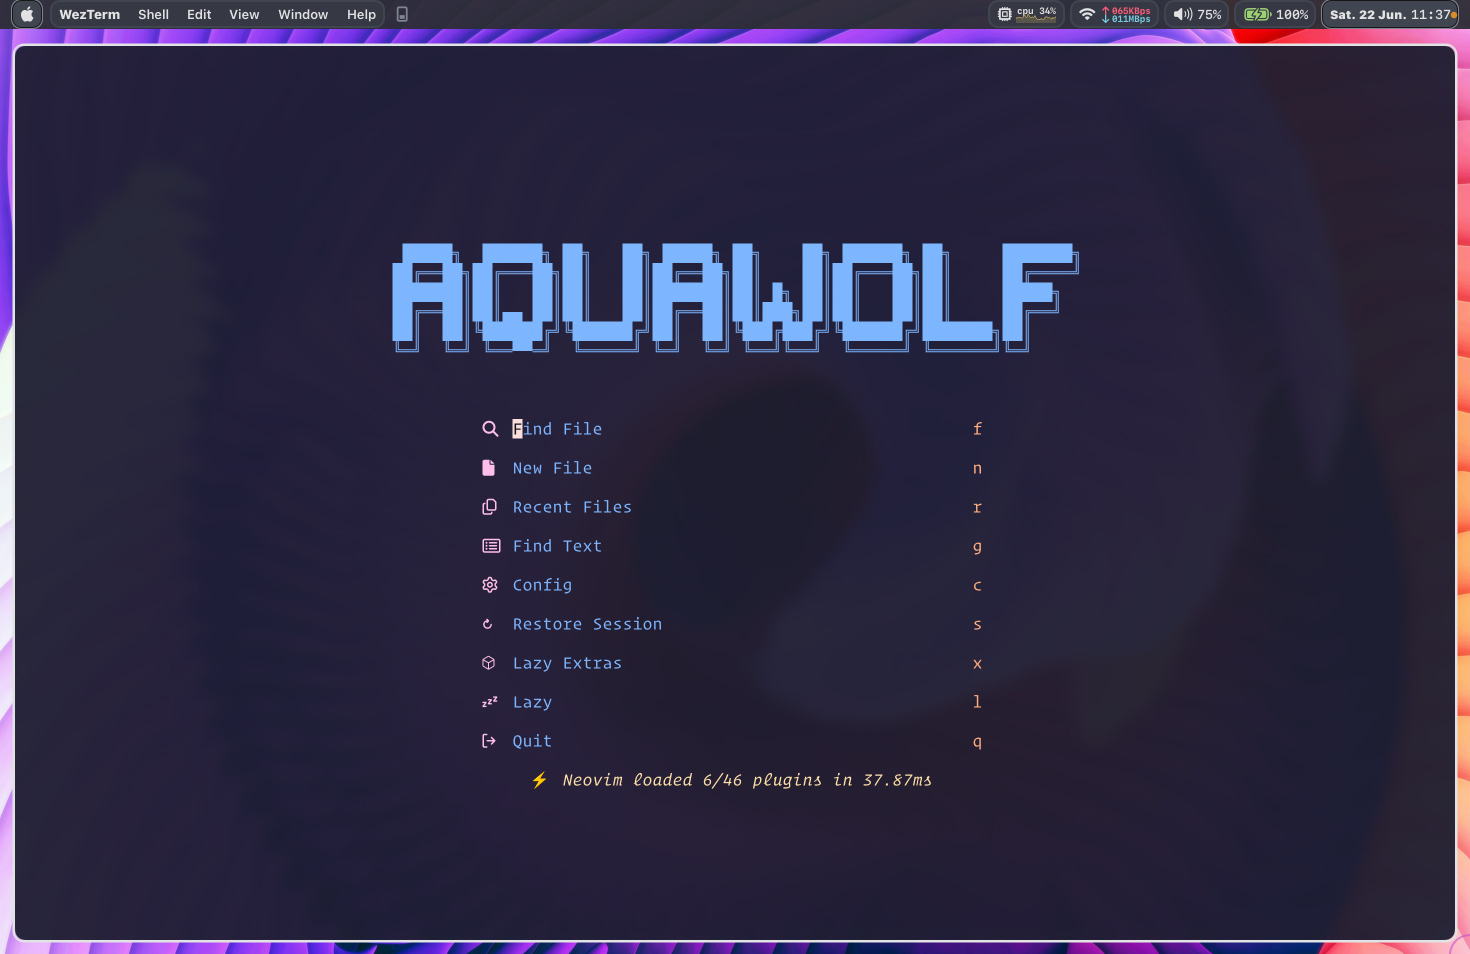 WezTerm Shell Edit View Window Help cpu 34% 065KBps 011MBps 75% 100% Sat. 22 Jun. 11:37
AQUAWOLF
Find File f
New File n
Recent Files r
Find Text g
Config c
Restore Session s
Lazy Extras x
zzz Lazy l
Quit q
⚡ Neovim loaded 6/46 plugins in 37.87ms